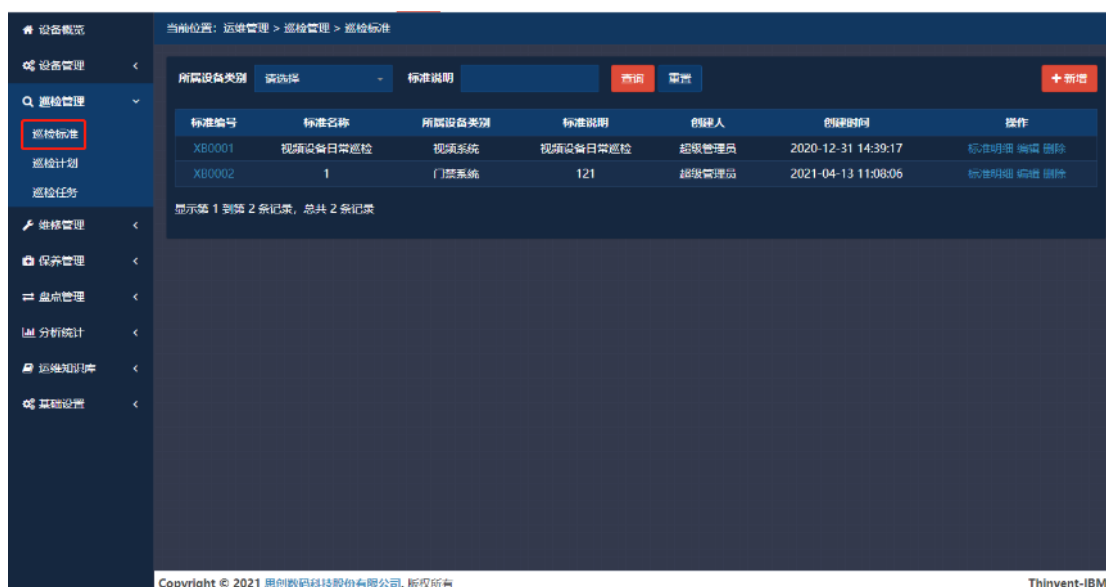 设备概览
当前位置：运维管理 > 巡检管理 > 巡检标准
设备管理
所属设备类别 请选择 标准说明 查询 重置 新增
巡检管理
巡检标准
巡检计划
巡检任务
标准编号 标准名称 所属设备类别 标准说明 创建人 创建时间 操作
XB0001 视频设备日常巡检 视频系统 视频设备日常巡检 超级管理员 2020-12-31 14:39:17 标准明细 编辑 删除
XB0002 1 门禁系统 121 超级管理员 2021-04-13 11:08:06 标准明细 编辑 删除
显示第 1 到第 2 条记录，总共 2 条记录
维修管理
保养管理
盘点管理
分析统计
运维知识库
基础设置
Copyright © 2021 思创数码科技股份有限公司. 版权所有
Thinvent-IBM